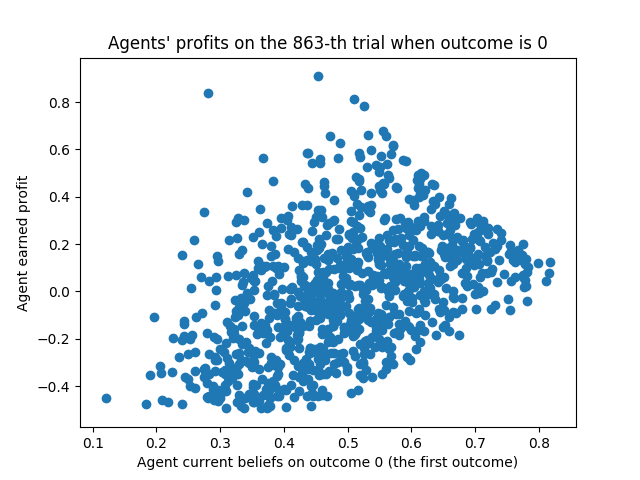 Agents' profits on the 863-th trial when outcome is 0
Agent earned profit
0.8
0.6
0.4
0.2
0.0
−0.2
−0.4
0.1 0.2 0.3 0.4 0.5 0.6 0.7 0.8
Agent current beliefs on outcome 0 (the first outcome)